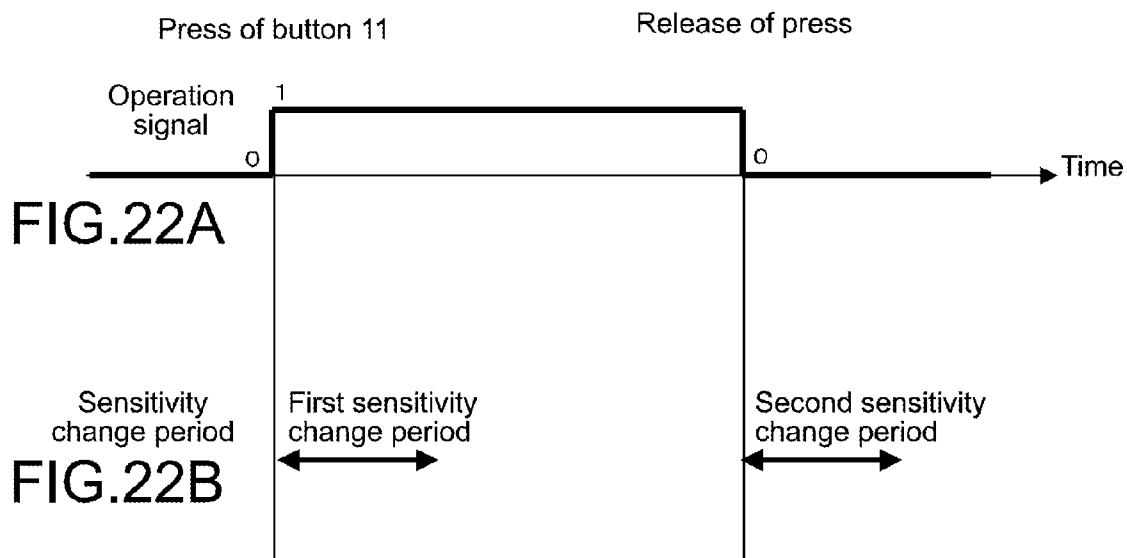 Press of button 11
Release of press
Operation
signal
1
0
0
Time
FIG.22A
Sensitivity
change period
First sensitivity
change period
Second sensitivity
change period
FIG.22B